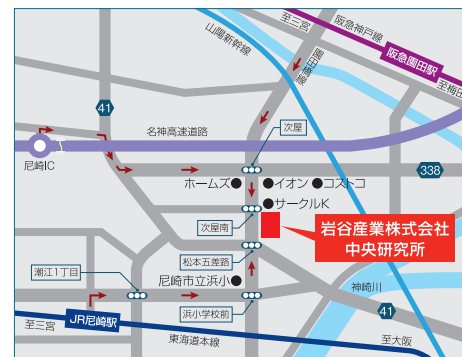 至三宮
阪急神戸線
阪急園田駅
至梅田
山陽新幹線
園田橋線
41
名神高速道路
次屋
尼崎IC
338
ホームズ
イオン
コストコ
サークルK
次屋南
岩谷産業株式会社
中央研究所
松本五差路
潮江1丁目
尼崎市立浜小
神崎川
浜小学校前
41
至三宮
JR尼崎駅
東海道本線
至大阪